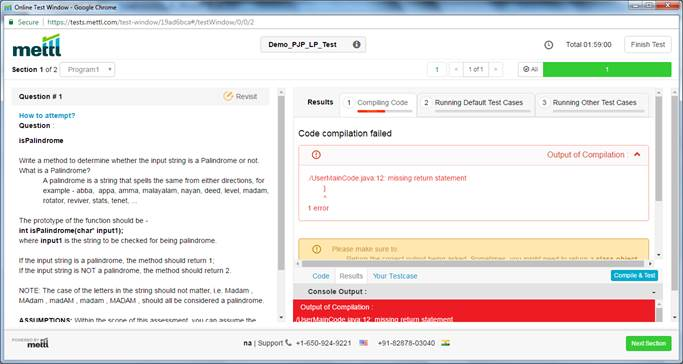 Online Test Window - Google Chrome
Secure https://tests.mettl.com/test-window/19ad6bca#/testWindow/0/0/2
mettl
Demo_PJP_LP_Test
Total 01:59:00
Finish Test
Section 1 of 2
Program1
1
«
1 of 1
»
All
1
Question # 1
Revisit
How to attempt?
Question :
isPalindrome
Write a method to determine whether the input string is a Palindrome or not.
What is a Palindrome?
A palindrome is a string that spells the same from either directions, for
example - abba, appa, amma, malayalam, nayan, deed, level, madam,
rotator, reviver, stats, tenet, ...
The prototype of the function should be -
int isPalindrome(char* input1);
where input1 is the string to be checked for being palindrome.
If the input string is a palindrome, the method should return 1;
If the input string is NOT a palindrome, the method should return 2.
NOTE: The case of the letters in the string should not matter, i.e. Madam ,
MAdam , madAM , madam , MADAM , should all be considered a palindrome.
ASSUMPTIONS: Within the scope of this assessment, you can assume the
Results
1 Compiling Code
2 Running Default Test Cases
3 Running Other Test Cases
Code compilation failed
Output of Compilation :
/UserMainCode.java:12: missing return statement
}
^
1 error
Please make sure to:
Return the correct output being asked. Sometimes, you might need to return a class object
Code
Results
Your Testcase
Compile & Test
Console Output :
-
Output of Compilation :
/UserMainCode.java:12: missing return statement
POWERED BY mettl
na | Support +1-650-924-9221 +91-82878-03040
Next Section